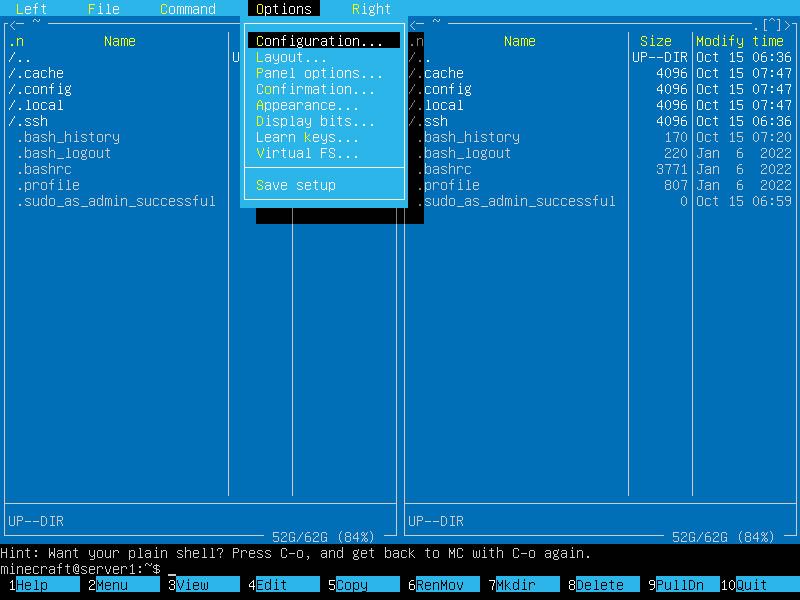 Left File Command Options Right
<─ ~ <─ ~ .[^]>
.n Name Configuration... .n Name Size Modify time
/.. U Layout... /.. UP--DIR Oct 15 06:36
/.cache Panel options... /.cache 4096 Oct 15 07:47
/.config Confirmation... /.config 4096 Oct 15 07:47
/.local Appearance... /.local 4096 Oct 15 07:47
/.ssh Display bits... /.ssh 4096 Oct 15 06:36
.bash_history Learn keys... .bash_history 170 Oct 15 07:20
.bash_logout Virtual FS... .bash_logout 220 Jan 6 2022
.bashrc .bashrc 3771 Jan 6 2022
.profile Save setup .profile 807 Jan 6 2022
.sudo_as_admin_successful .sudo_as_admin_successful 0 Oct 15 06:59
UP--DIR UP--DIR
52G/62G (84%) 52G/62G (84%)
Hint: Want your plain shell? Press C-o, and get back to MC with C-o again.
minecraft@server1:~$ _
1Help 2Menu 3View 4Edit 5Copy 6RenMov 7Mkdir 8Delete 9PullDn 10Quit